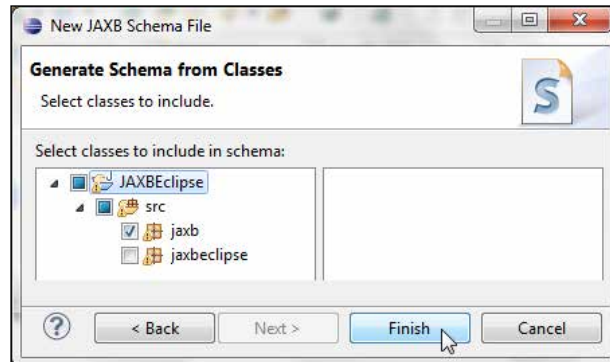 New JAXB Schema File
Generate Schema from Classes
Select classes to include.
S
Select classes to include in schema:
JAXBEclipse
src
jaxb
jaxbeclipse
? < Back Next > Finish Cancel